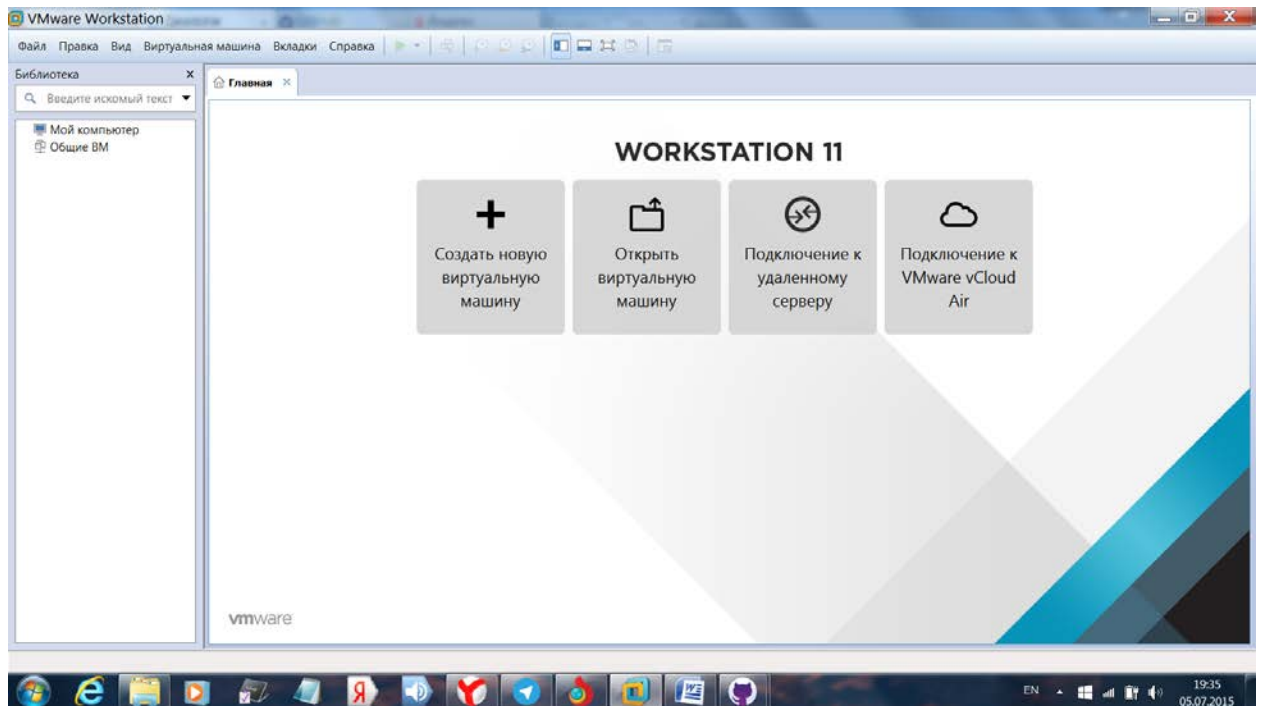 VMware Workstation
Файл Правка Вид Виртуальная машина Вкладки Справка
Библиотека
Главная
Введите искомый текст
Мой компьютер
Общие ВМ
WORKSTATION 11
Создать новую
виртуальную
машину
Открыть
виртуальную
машину
Подключение к
удаленному
серверу
Подключение к
VMware vCloud
Air
vmware
EN
19:35
05.07.2015